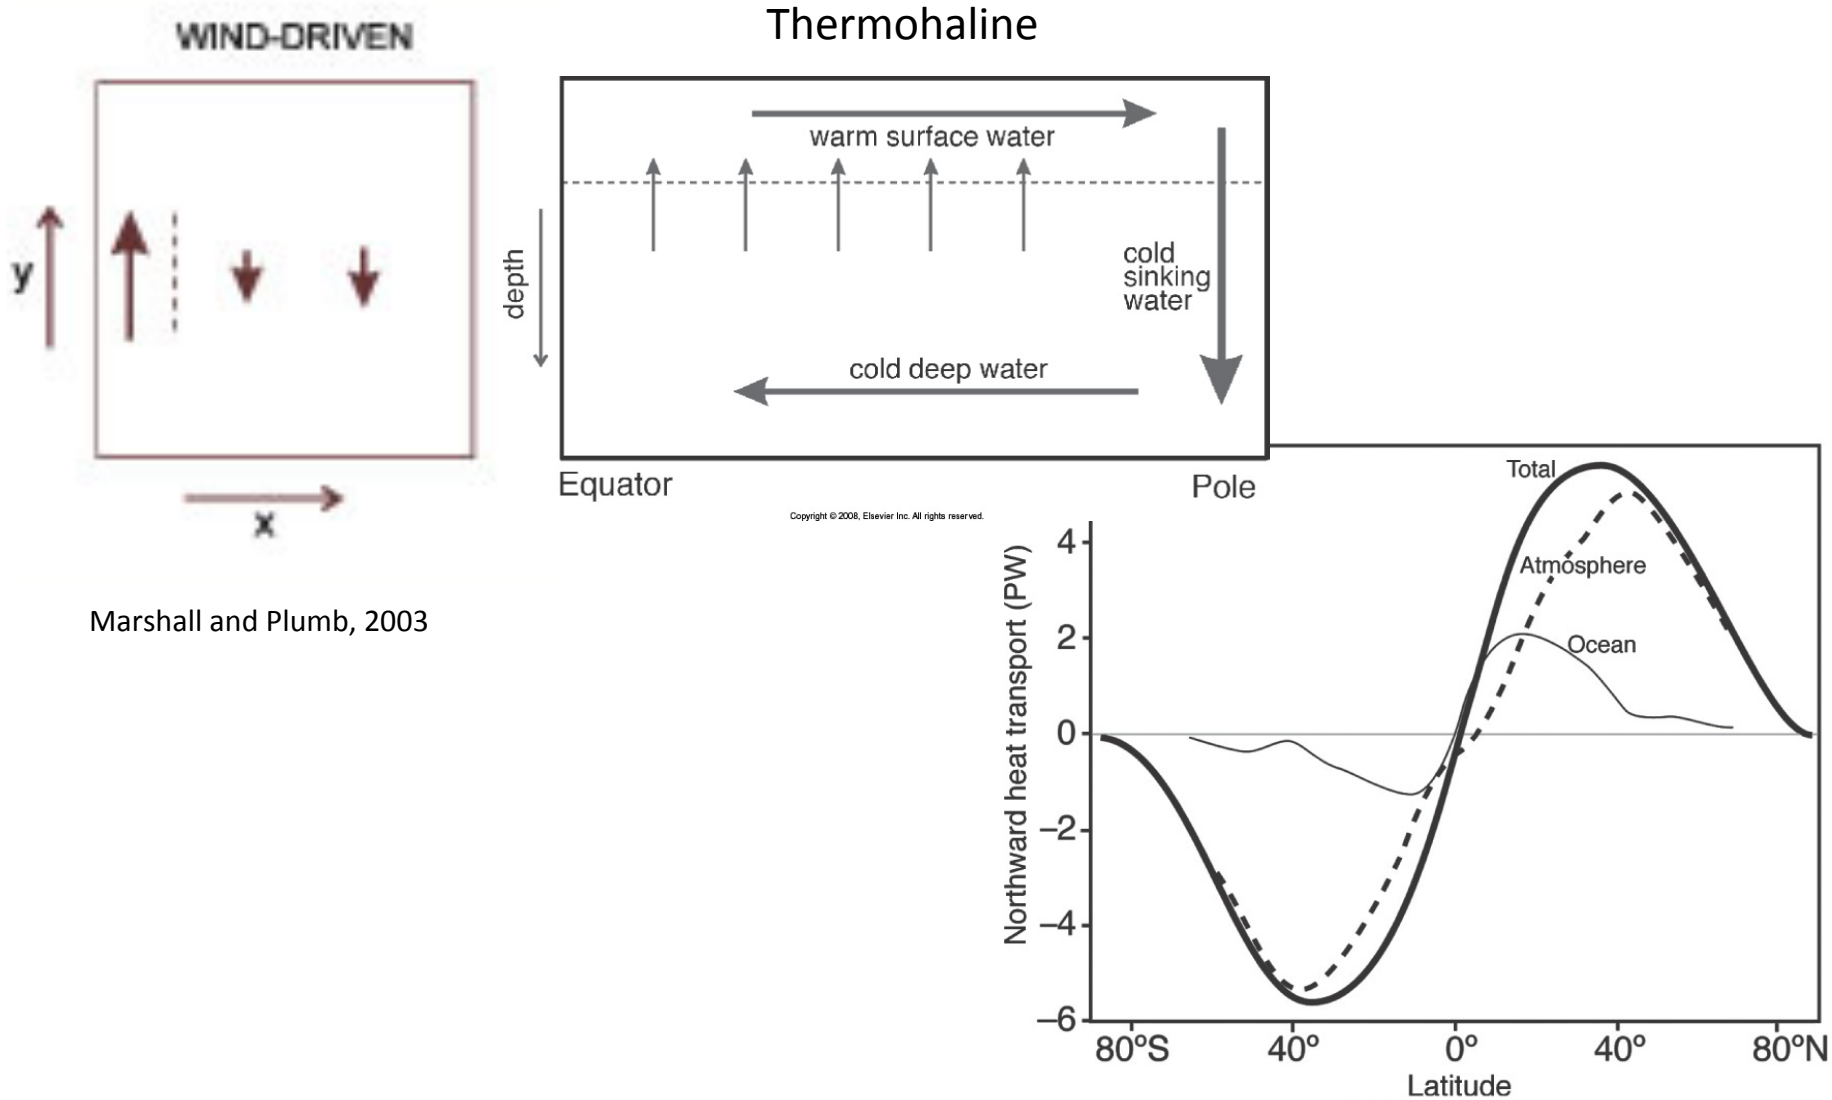 WIND-DRIVEN
y
x
Marshall and Plumb, 2003
Thermohaline
warm surface water
depth
cold
sinking
water
cold deep water
Equator
Pole
Copyright © 2008, Elsevier Inc. All rights reserved.
Northward heat transport (PW)
4
2
0
−2
−4
−6
Total
Atmosphere
Ocean
80°S
40°
0°
40°
80°N
Latitude